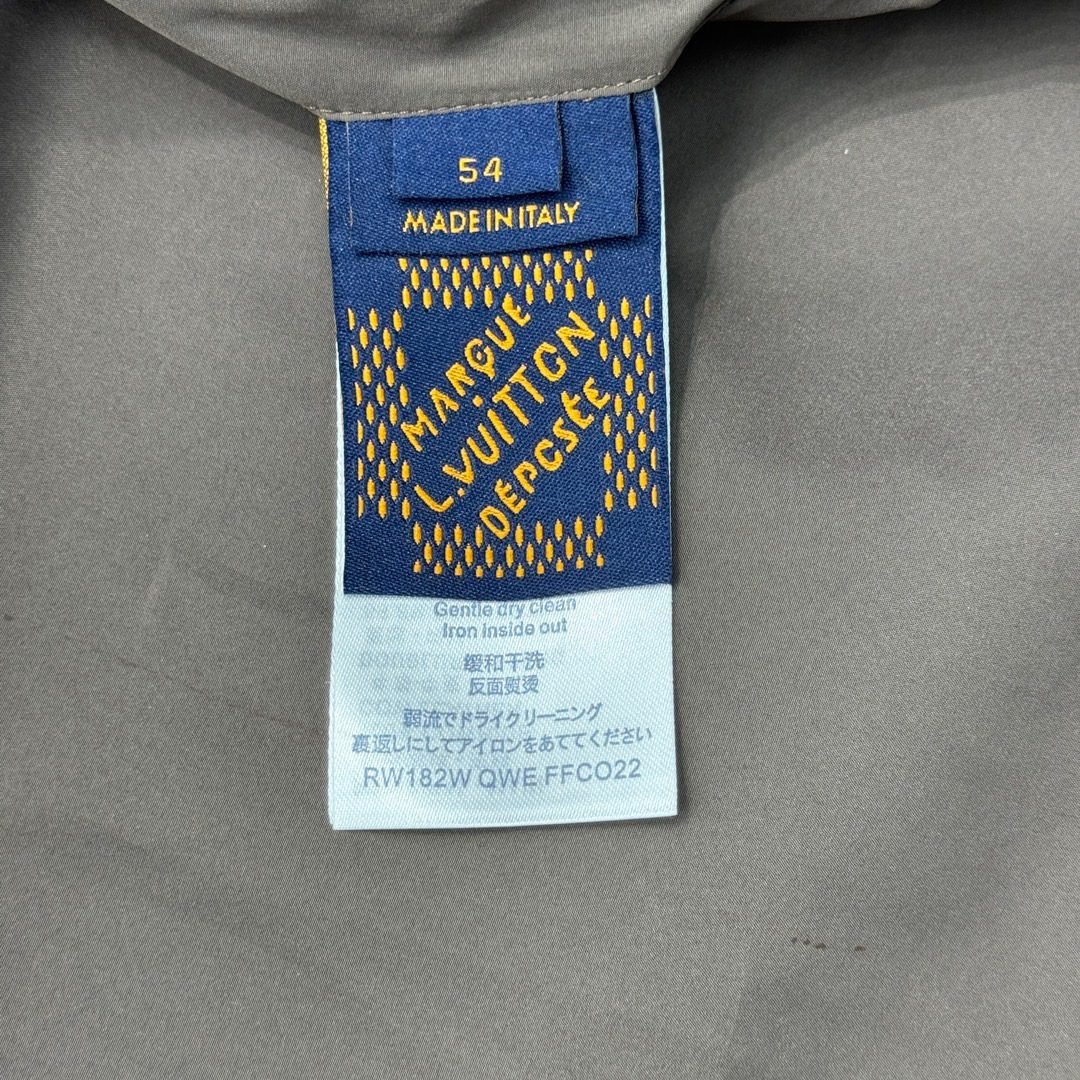 54
MADE IN ITALY
MARQUE
L.VUITTON
DÉPOSÉE
Gentle dry clean
Iron inside out
缓和干洗
反面熨烫
弱流でドライクリーニング
裏返しにしてアイロンをあててください
RW182W QWE FFCO22